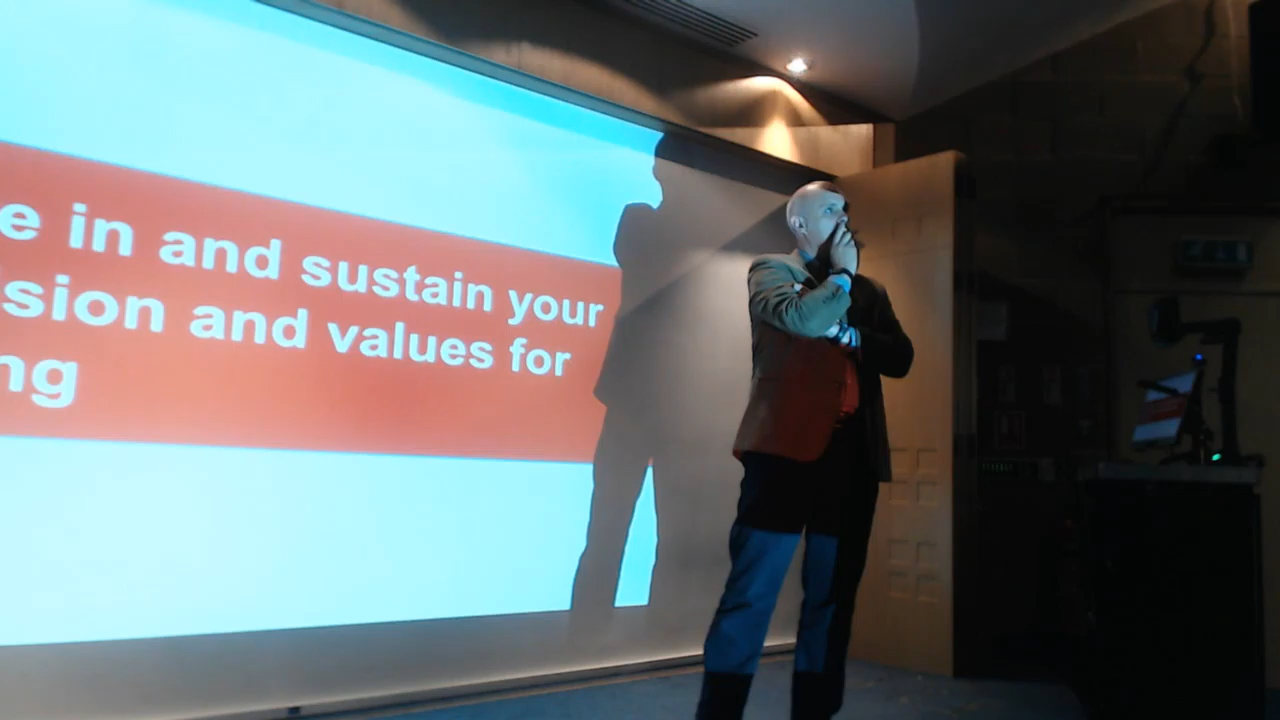 e in and sustain your
sion and values for
ng